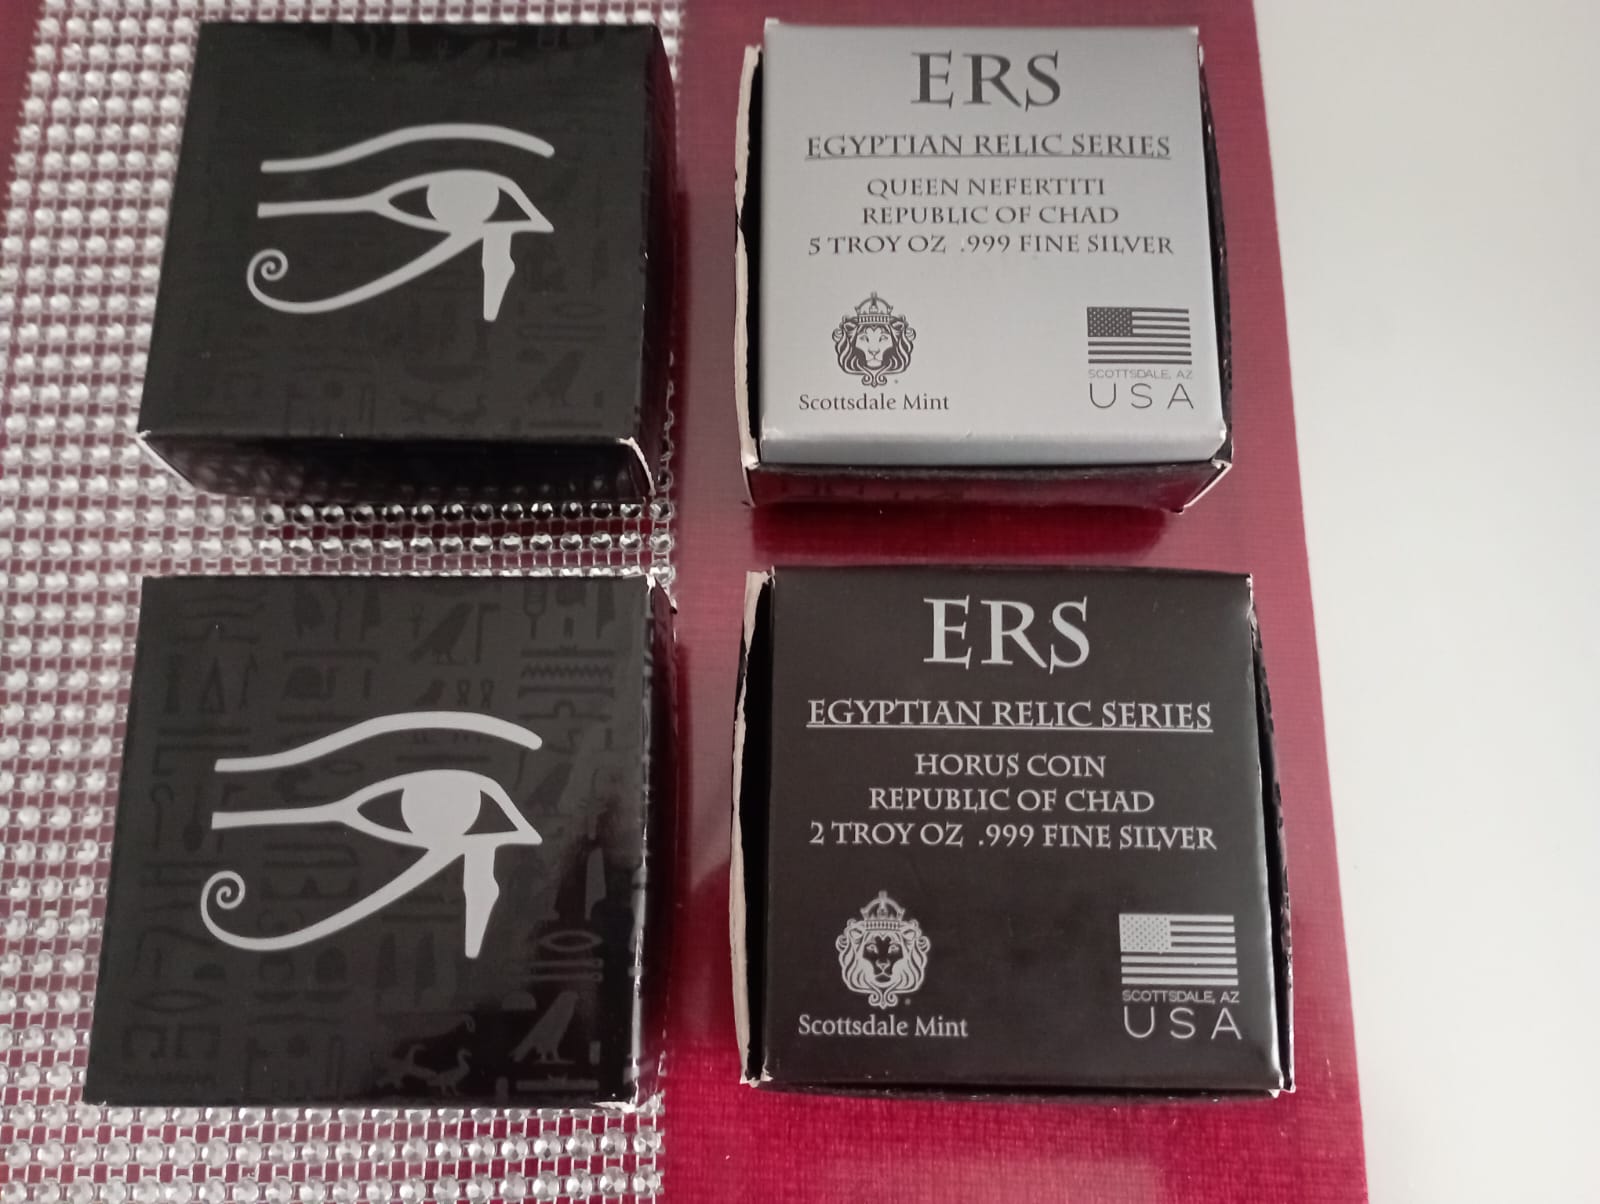 ERS
EGYPTIAN RELIC SERIES
QUEEN NEFERTITI
REPUBLIC OF CHAD
5 TROY OZ .999 FINE SILVER
Scottsdale Mint
SCOTTSDALE, AZ
USA
ERS
EGYPTIAN RELIC SERIES
HORUS COIN
REPUBLIC OF CHAD
2 TROY OZ .999 FINE SILVER
Scottsdale Mint
SCOTTSDALE, AZ
USA